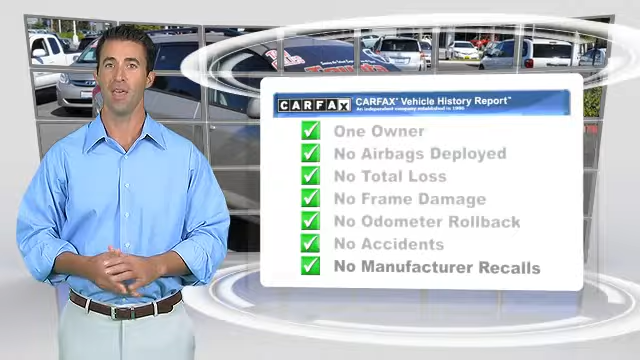 CARFAX CARFAX Vehicle History Report™
An independent company established in 1986
One Owner
No Airbags Deployed
No Total Loss
No Frame Damage
No Odometer Rollback
No Accidents
No Manufacturer Recalls